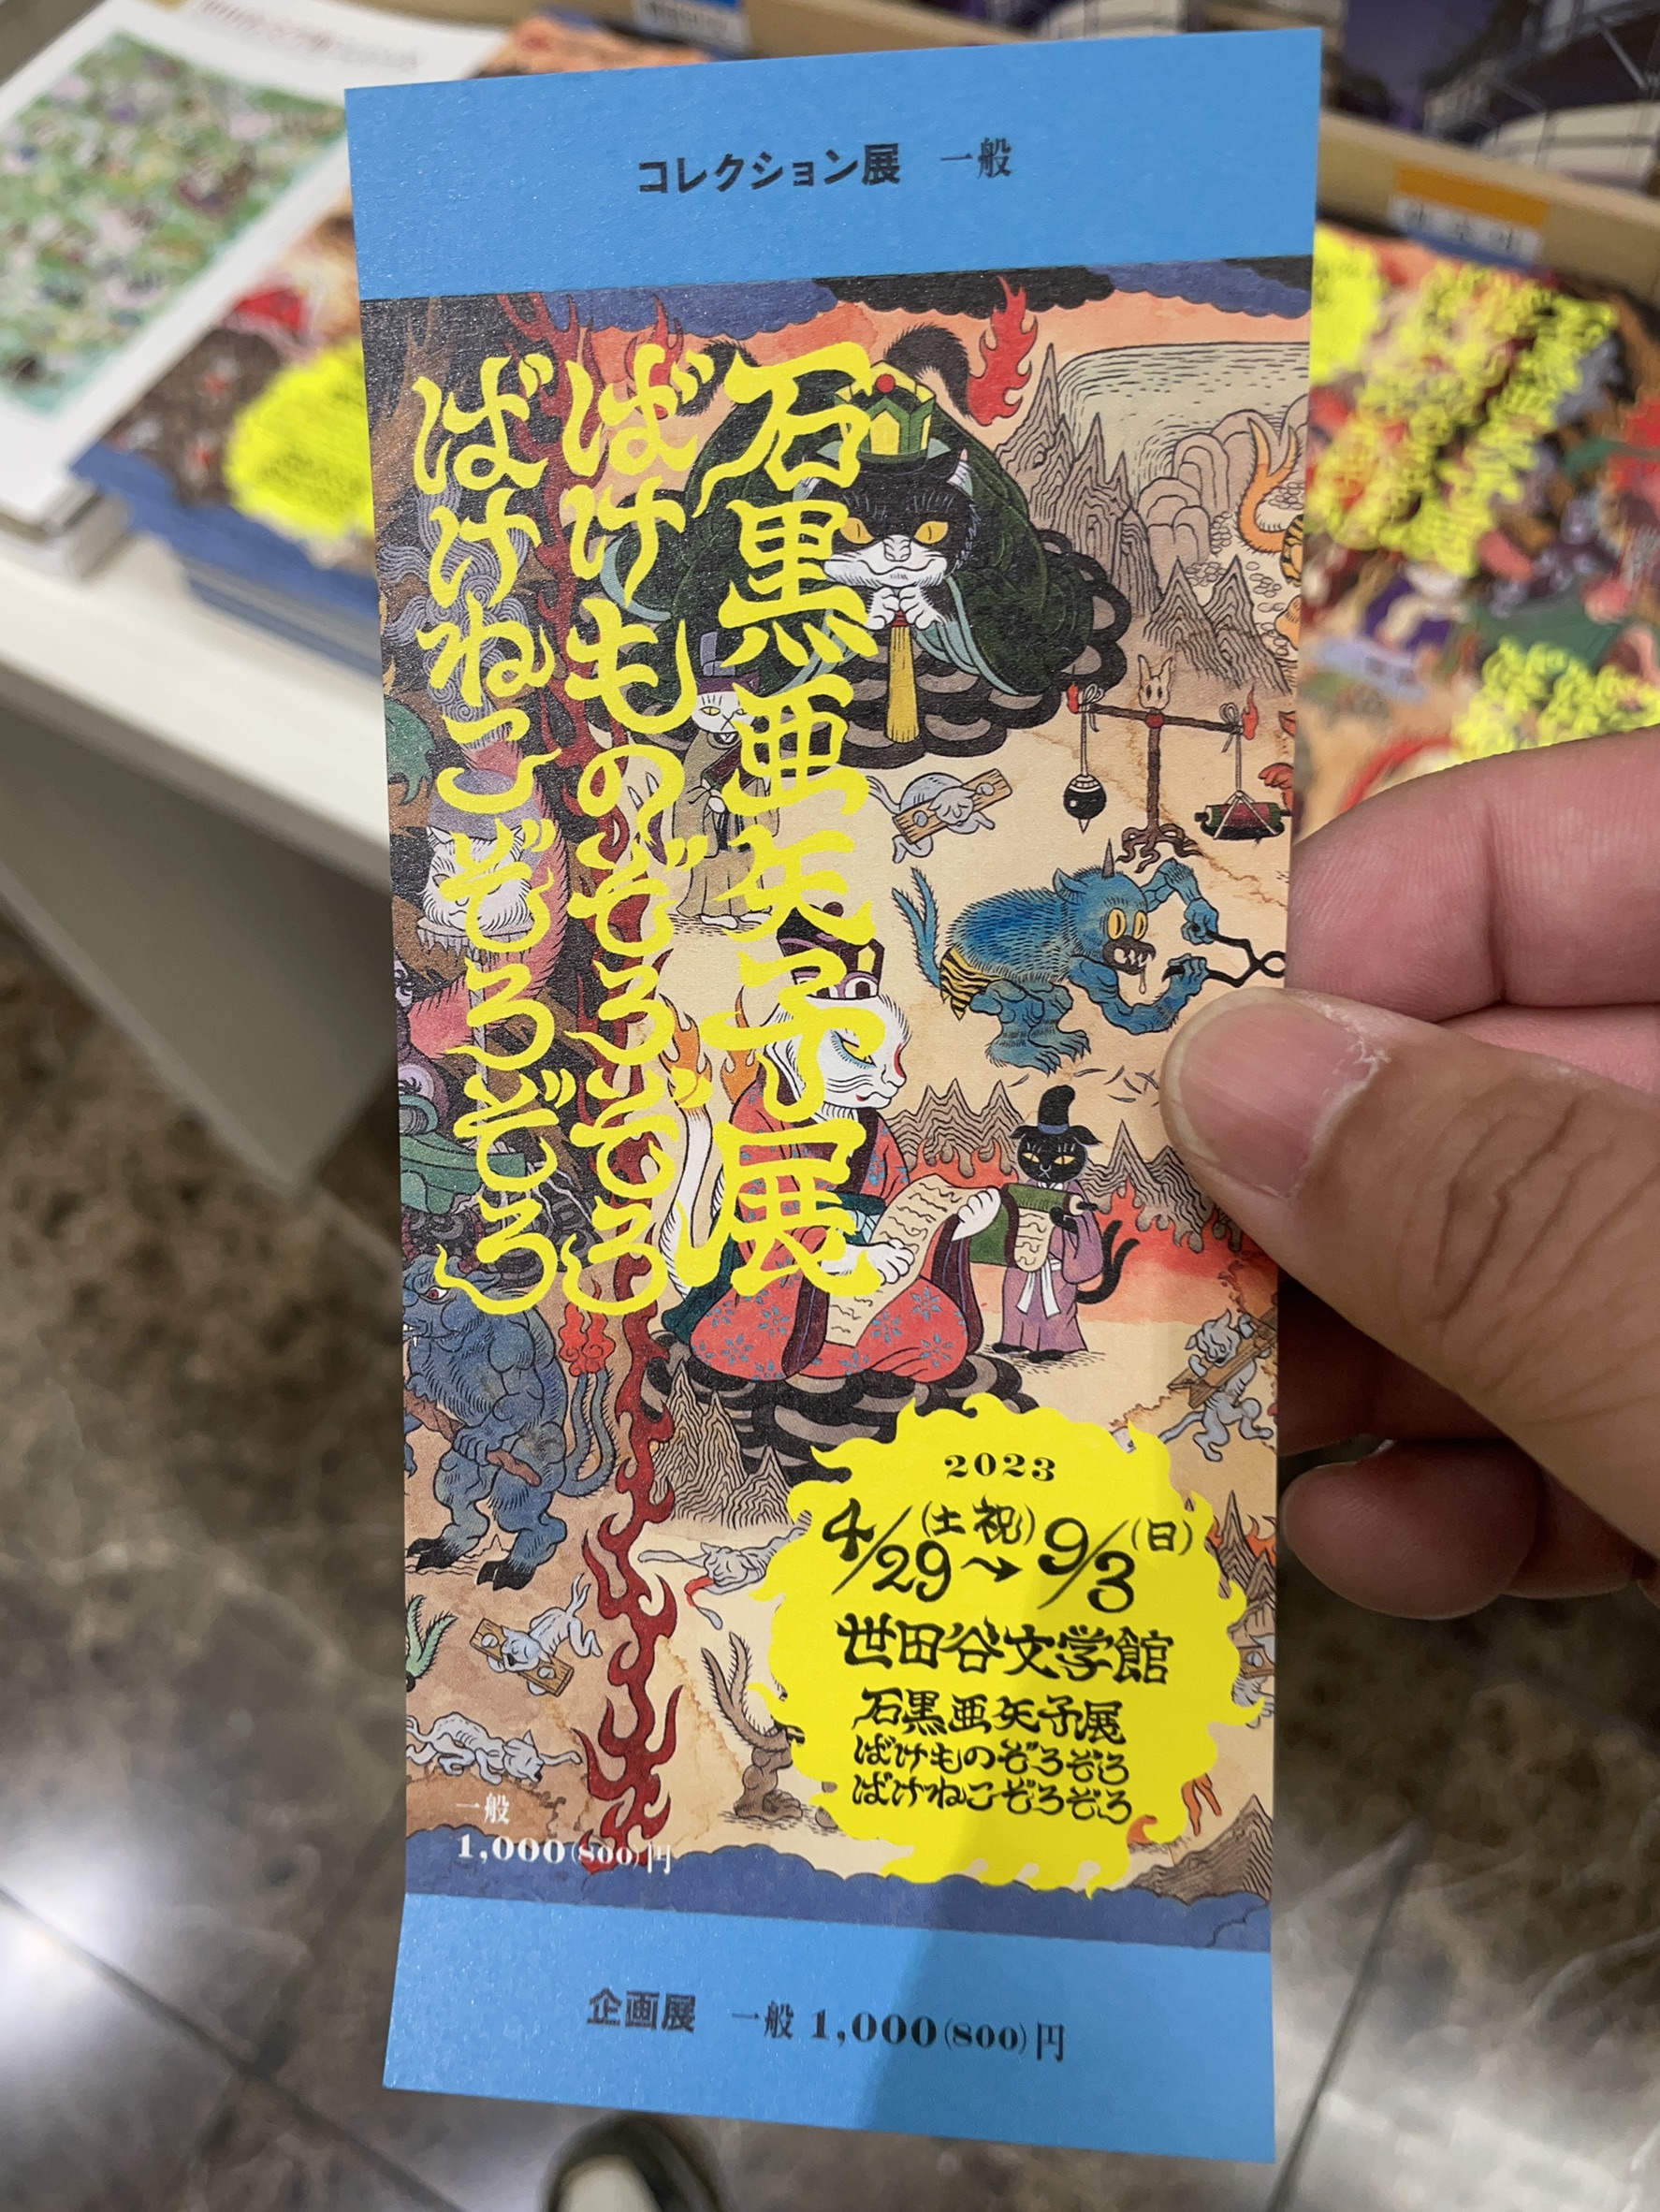 コレクション展 一般
石黒亜矢子展
ばけものぞろぞろ
ばけねこぞろぞろ
2023
4/29(土祝)→9/3(日)
世田谷文学館
石黒亜矢子展
ばけものぞろぞろ
ばけねこぞろぞろ
一般
1,000(800)円
企画展 一般 1,000(800)円